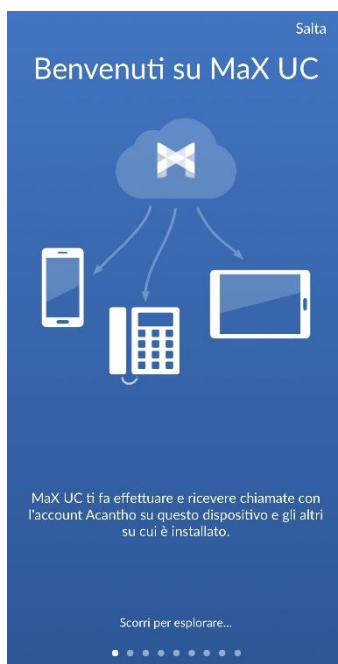 Salta
Benvenuti su MaX UC
MaX UC ti fa effettuare e ricevere chiamate con
l'account Acantho su questo dispositivo e gli altri
su cui è installato.
Scorri per esplorare...